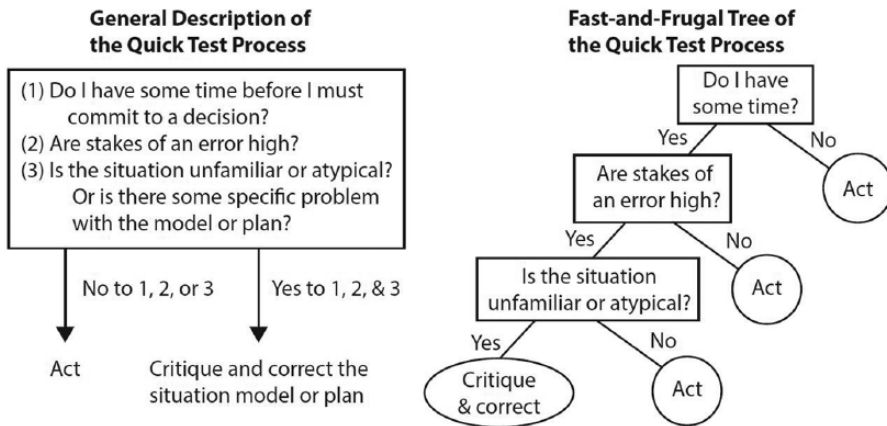 General Description of
the Quick Test Process
(1) Do I have some time before I must
commit to a decision?
(2) Are stakes of an error high?
(3) Is the situation unfamiliar or atypical?
Or is there some specific problem
with the model or plan?
No to 1, 2, or 3
Yes to 1, 2, & 3
Act
Critique and correct the
situation model or plan
Fast-and-Frugal Tree of
the Quick Test Process
Do I have
some time?
Yes
No
Act
Are stakes of
an error high?
Yes
No
Act
Is the situation
unfamiliar or atypical?
Yes
No
Critique
& correct
Act